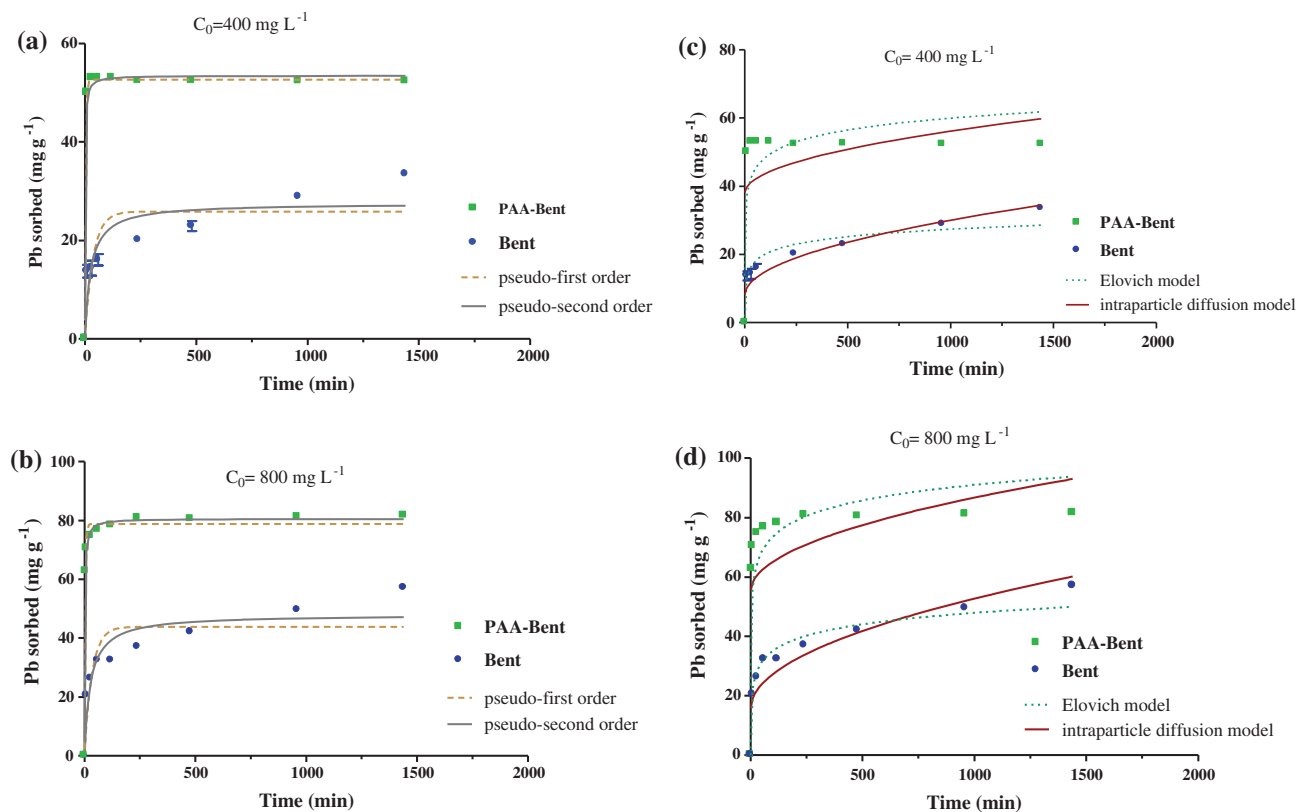 (a)
C₀=400 mg L⁻¹
60
40
20
0
Pb sorbed (mg g⁻¹)
PAA-Bent
Bent
pseudo-first order
pseudo-second order
0
500
1000
1500
2000
Time (min)
(c)
C₀= 400 mg L⁻¹
80
60
40
20
0
Pb sorbed (mg g⁻¹)
PAA-Bent
Bent
Elovich model
intraparticle diffusion model
0
500
1000
1500
2000
Time (min)
(b)
C₀= 800 mg L⁻¹
100
80
60
40
20
0
Pb sorbed (mg g⁻¹)
PAA-Bent
Bent
pseudo-first order
pseudo-second order
0
500
1000
1500
2000
Time (min)
(d)
C₀= 800 mg L⁻¹
100
80
60
40
20
0
Pb sorbed (mg g⁻¹)
PAA-Bent
Bent
Elovich model
intraparticle diffusion model
0
500
1000
1500
2000
Time (min)